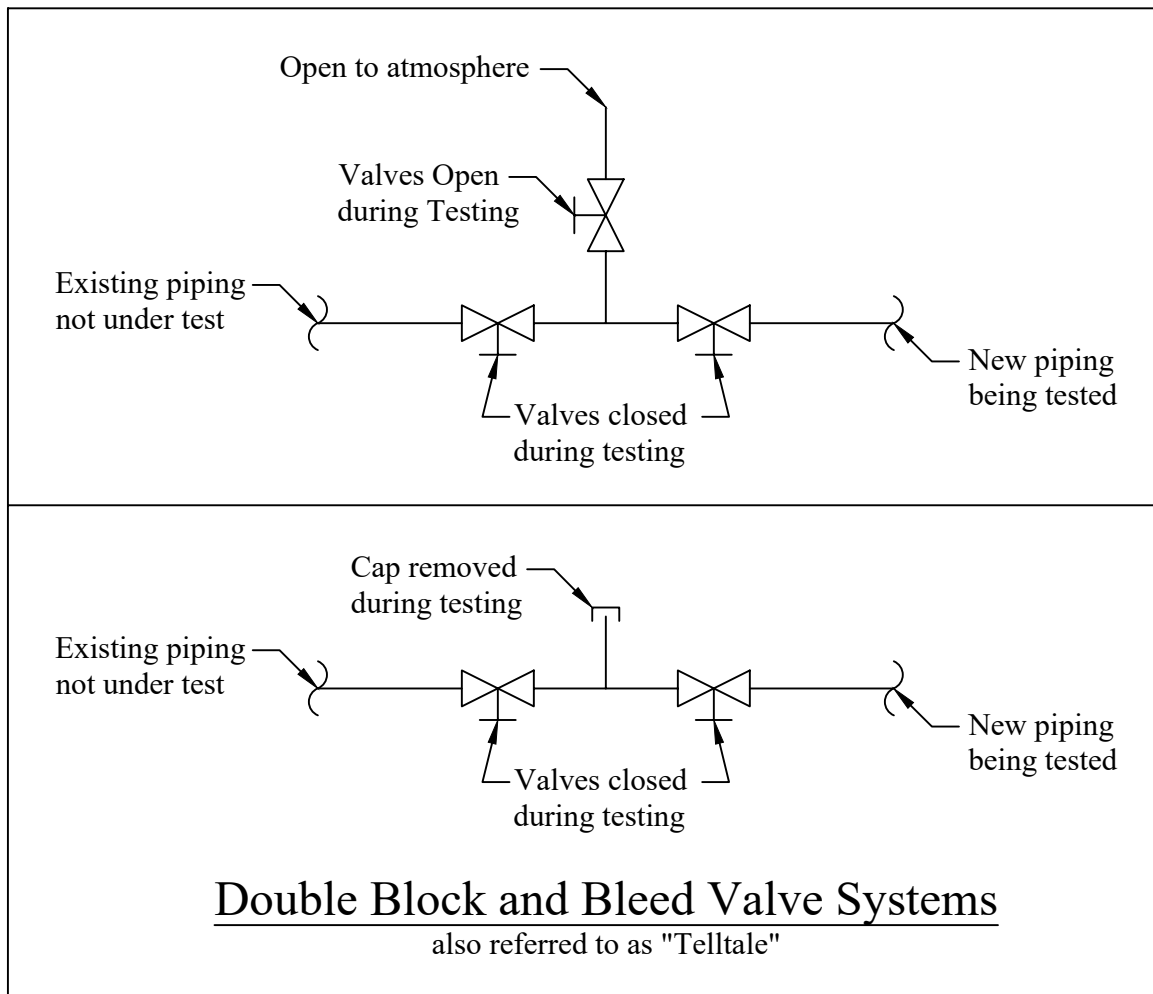 Open to atmosphere
Valves Open
during Testing
Existing piping
not under test
New piping
being tested
Valves closed
during testing
Cap removed
during testing
Existing piping
not under test
New piping
being tested
Valves closed
during testing
Double Block and Bleed Valve Systems
also referred to as "Telltale"